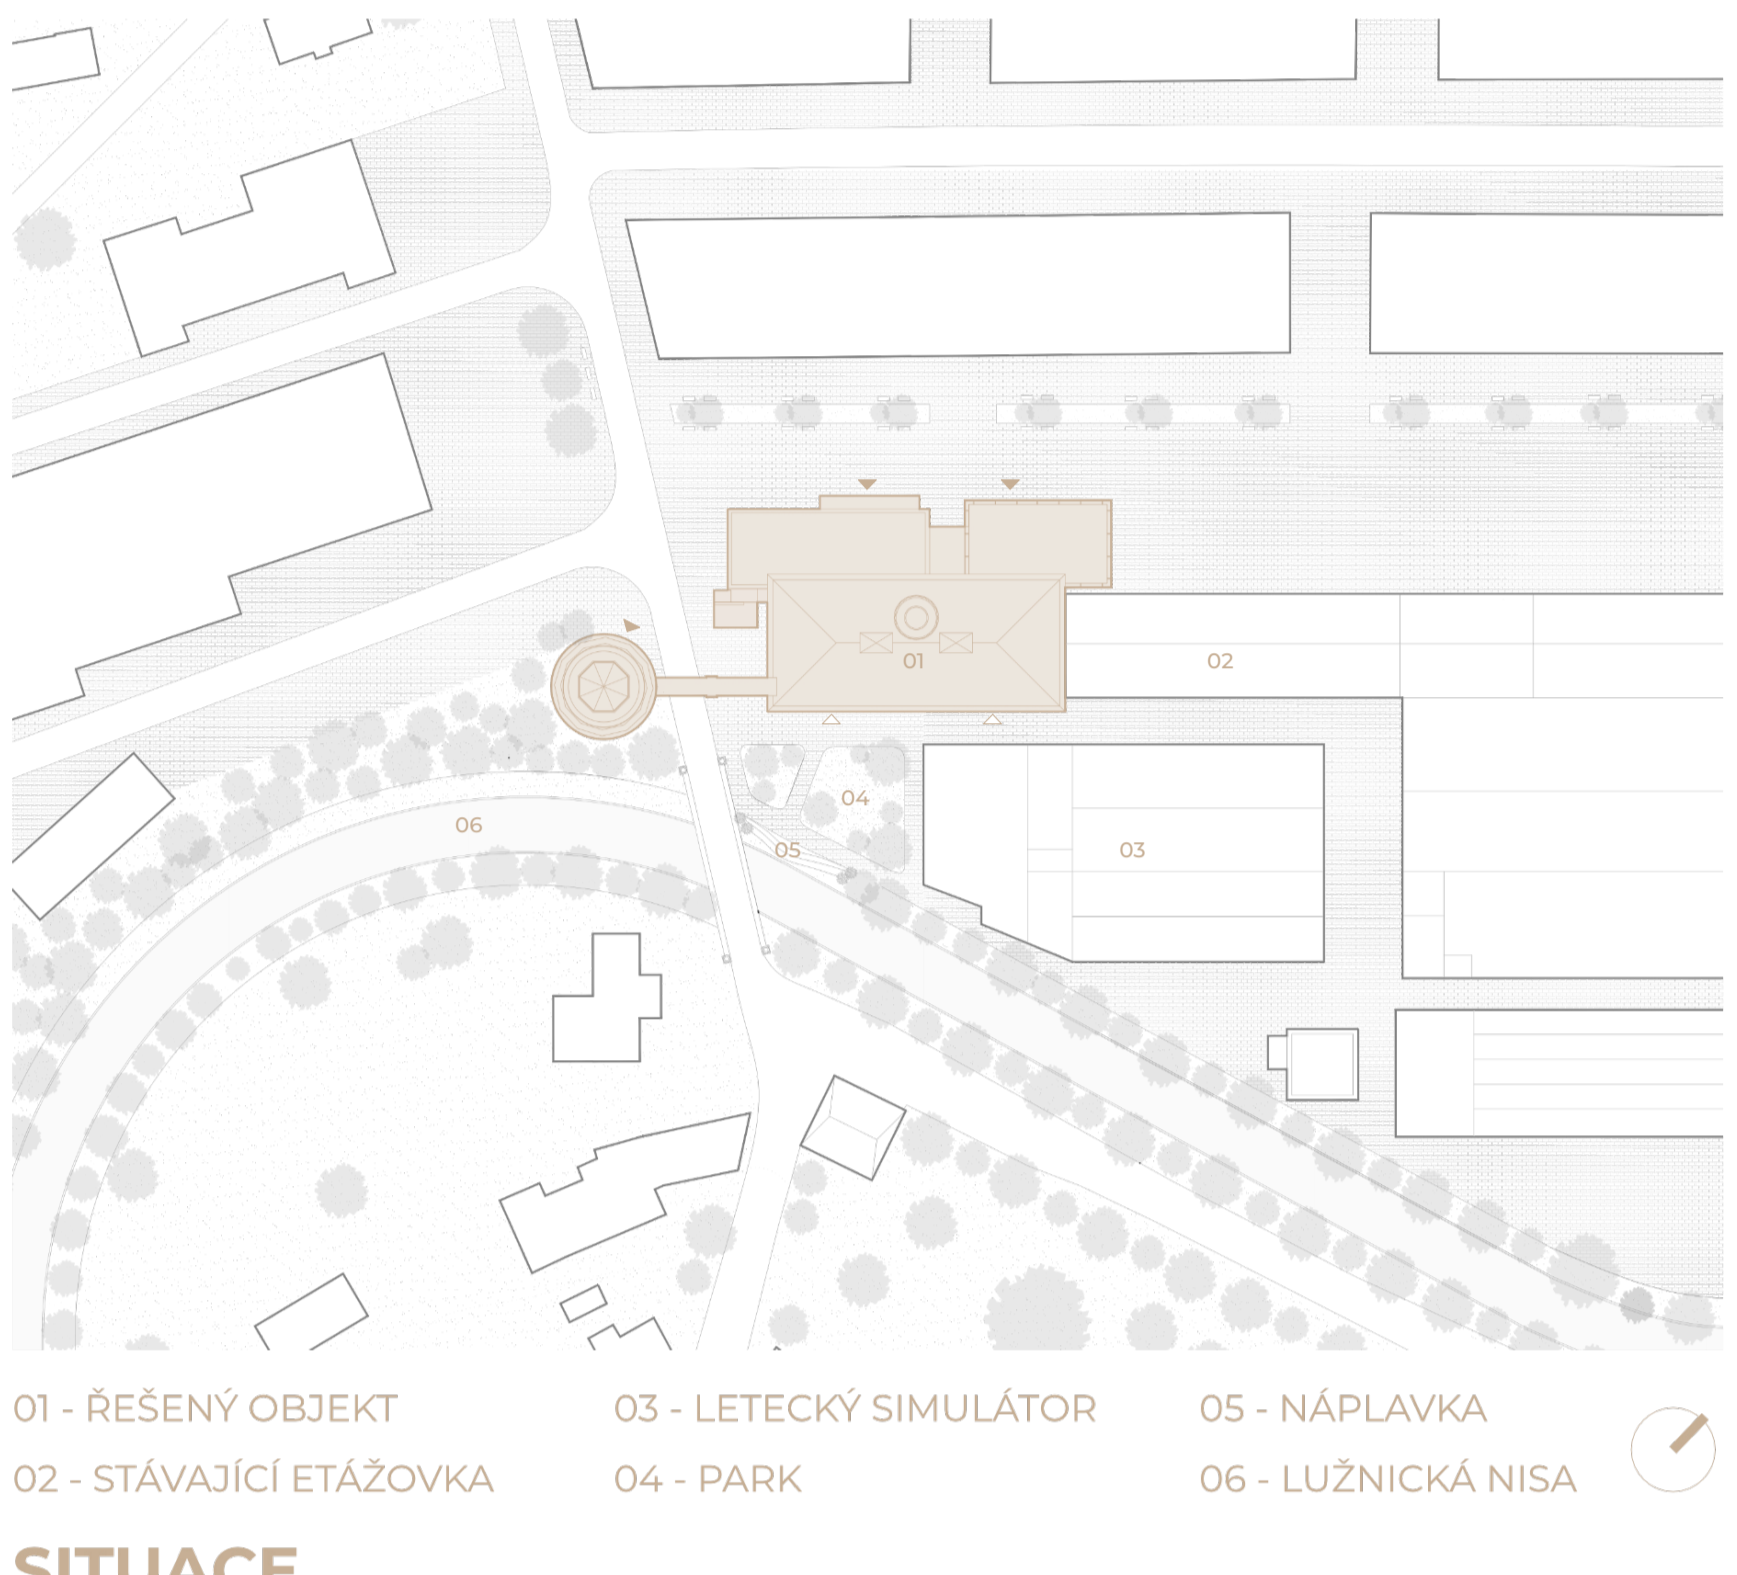 01
02
04
06
05
03
01 - ŘEŠENÝ OBJEKT
03 - LETECKÝ SIMULÁTOR
05 - NÁPLAVKA
02 - STÁVAJÍCÍ ETÁŽOVKA
04 - PARK
06 - LUŽNICKÁ NISA
SITUACE